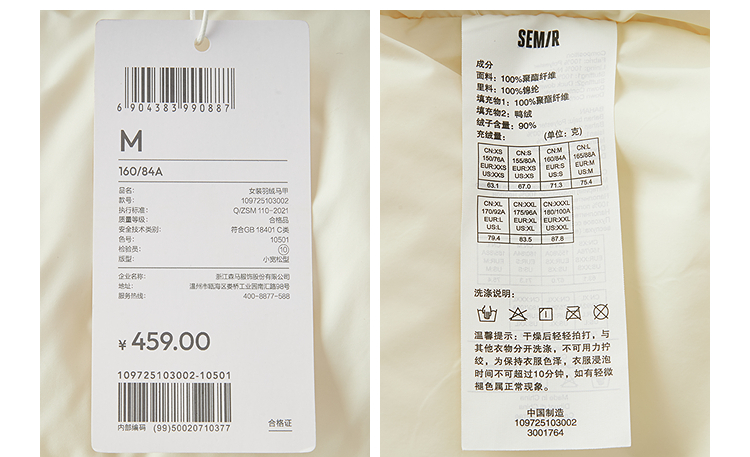 6 904383 990887
M
160/84A
品名: 女装羽绒马甲
款号: 109725103002
执行标准: Q/ZSM 110-2021
质量等级: 合格品
安全技术类别: 符合GB 18401 C类
色号: 10501
检验员: 10
版型: 小宽松型
企业名称: 浙江森马服饰股份有限公司
地址: 温州市瓯海区娄桥工业园南汇路98号
服务热线: 400-8877-588
¥ 459.00
109725103002-10501
内部编码 (99)50020710377
合格证
SEMIR
成分
面料: 100%聚酯纤维
里料: 100%锦纶
填充物1: 100%聚酯纤维
填充物2: 鸭绒
绒子含量: 90%
充绒量: (单位: 克)
CN:XS CN:S CN:M CN:L
150/76A 155/80A 160/84A 165/88A
EUR:XXS EUR:XS EUR:S EUR:M
US:XXS US:XS US:S US:M
63.1 67.0 71.3 75.4
CN:XL CN:XXL CN:XXXL
170/92A 175/96A 180/100A
EUR:L EUR:XL EUR:XXL
US:L US:XL US:XXL
79.4 83.5 87.8
洗涤说明:
温馨提示: 干燥后轻轻拍打, 与
其他衣物分开洗涤, 不可用力拧
绞, 为保持衣服色泽, 衣服浸泡
时间不可超过10分钟, 如有轻微
褪色属正常现象。
中国制造
109725103002
3001764